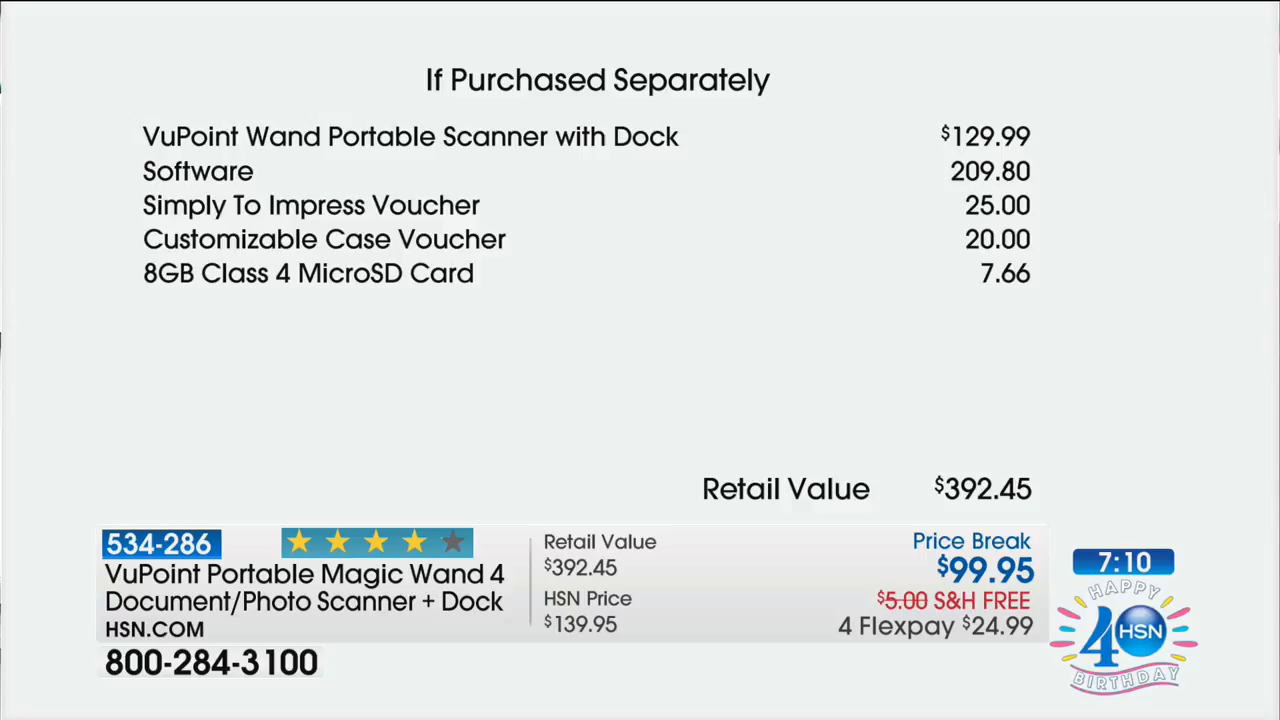 If Purchased Separately
VuPoint Wand Portable Scanner with Dock $129.99
Software 209.80
Simply To Impress Voucher 25.00
Customizable Case Voucher 20.00
8GB Class 4 MicroSD Card 7.66
Retail Value $392.45
534-286
VuPoint Portable Magic Wand 4
Document/Photo Scanner + Dock
HSN.COM
800-284-3100
Retail Value
$392.45
HSN Price
$139.95
Price Break
$99.95
$5.00 S&H FREE
4 Flexpay $24.99
7:10
HAPPY
40 HSN
BIRTHDAY